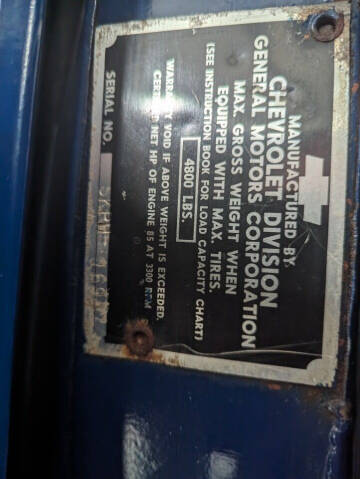 MANUFACTURED BY
CHEVROLET DIVISION
GENERAL MOTORS CORPORATION
MAX. GROSS WEIGHT WHEN
EQUIPPED WITH MAX. TIRES.
(SEE INSTRUCTION BOOK FOR LOAD CAPACITY CHART)
4800 LBS.
WARRANTY VOID IF ABOVE WEIGHT IS EXCEEDED.
NET HP OF ENGINE 85 AT 3300 RPM
SERIAL NO.